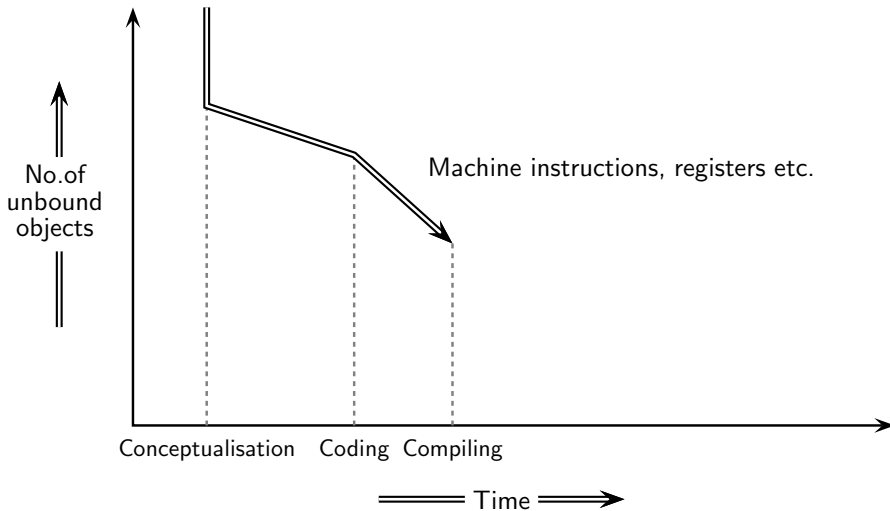 Machine instructions, registers etc.
No.of
unbound
objects
Conceptualisation
Coding
Compiling
Time